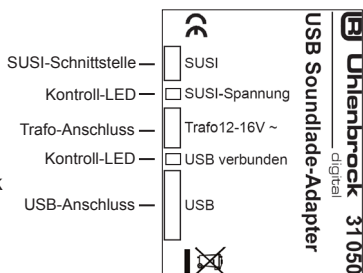 SUSI-Schnittstelle
SUSI
Kontroll-LED
SUSI-Spannung
Trafo-Anschluss
Trafo12-16V ~
Kontroll-LED
USB verbunden
USB-Anschluss
USB
USB Soundlade-Adapter
Uhlenbrock 31 050
digital